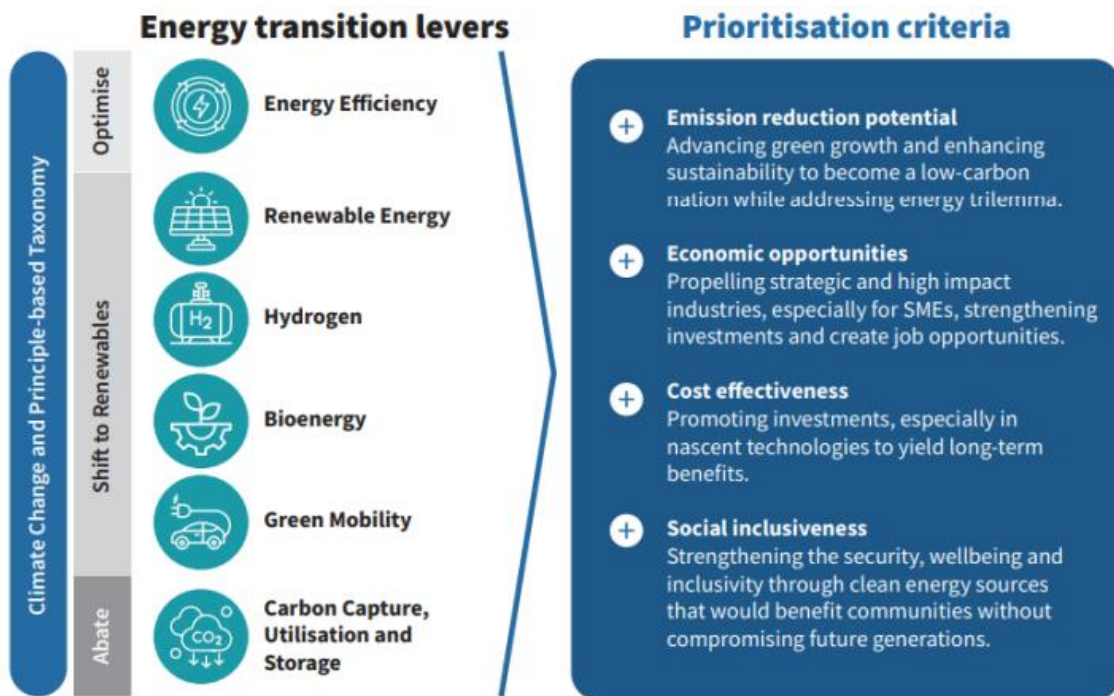 Energy transition levers
Prioritisation criteria
Climate Change and Principle-based Taxonomy
Optimise
Energy Efficiency
Shift to Renewables
Renewable Energy
H2
Hydrogen
Bioenergy
Green Mobility
Abate
CO2
Carbon Capture,
Utilisation and
Storage
Emission reduction potential
Advancing green growth and enhancing
sustainability to become a low-carbon
nation while addressing energy trilemma.
Economic opportunities
Propelling strategic and high impact
industries, especially for SMEs, strengthening
investments and create job opportunities.
Cost effectiveness
Promoting investments, especially in
nascent technologies to yield long-term
benefits.
Social inclusiveness
Strengthening the security, wellbeing and
inclusivity through clean energy sources
that would benefit communities without
compromising future generations.